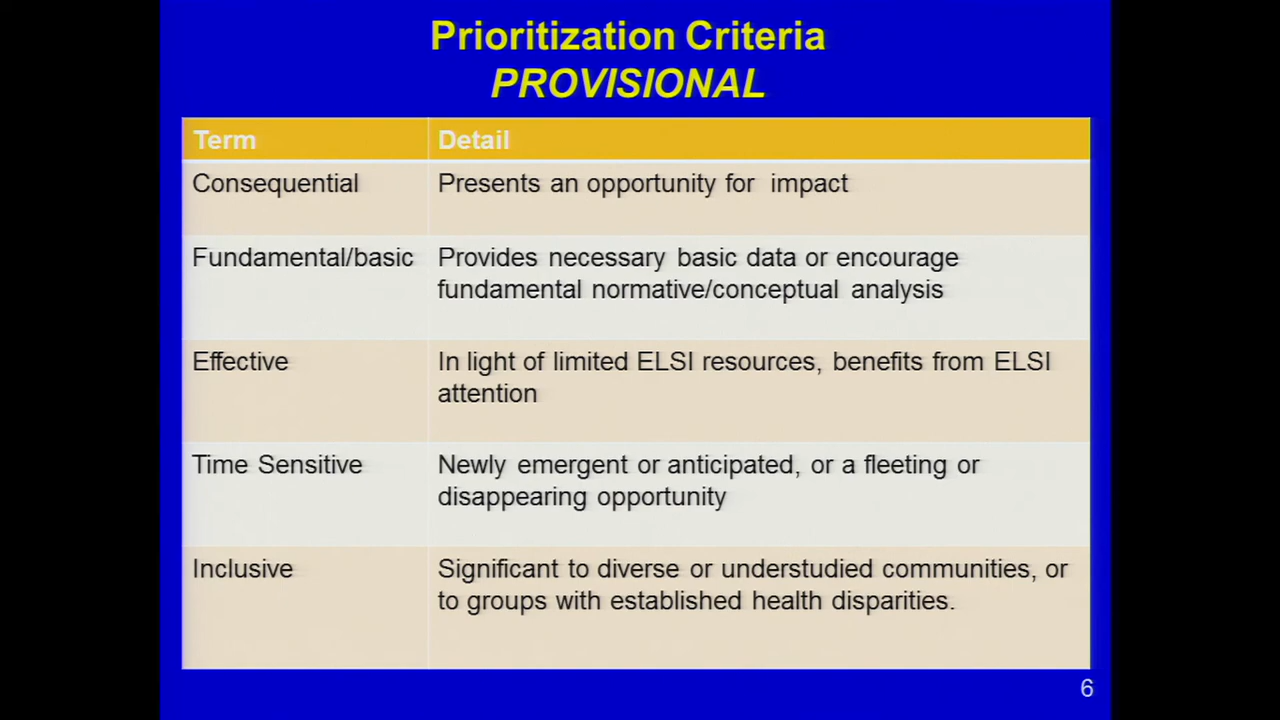 Prioritization Criteria
PROVISIONAL
Term Detail
Consequential Presents an opportunity for impact
Fundamental/basic Provides necessary basic data or encourage
fundamental normative/conceptual analysis
Effective In light of limited ELSI resources, benefits from ELSI
attention
Time Sensitive Newly emergent or anticipated, or a fleeting or
disappearing opportunity
Inclusive Significant to diverse or understudied communities, or
to groups with established health disparities.
6